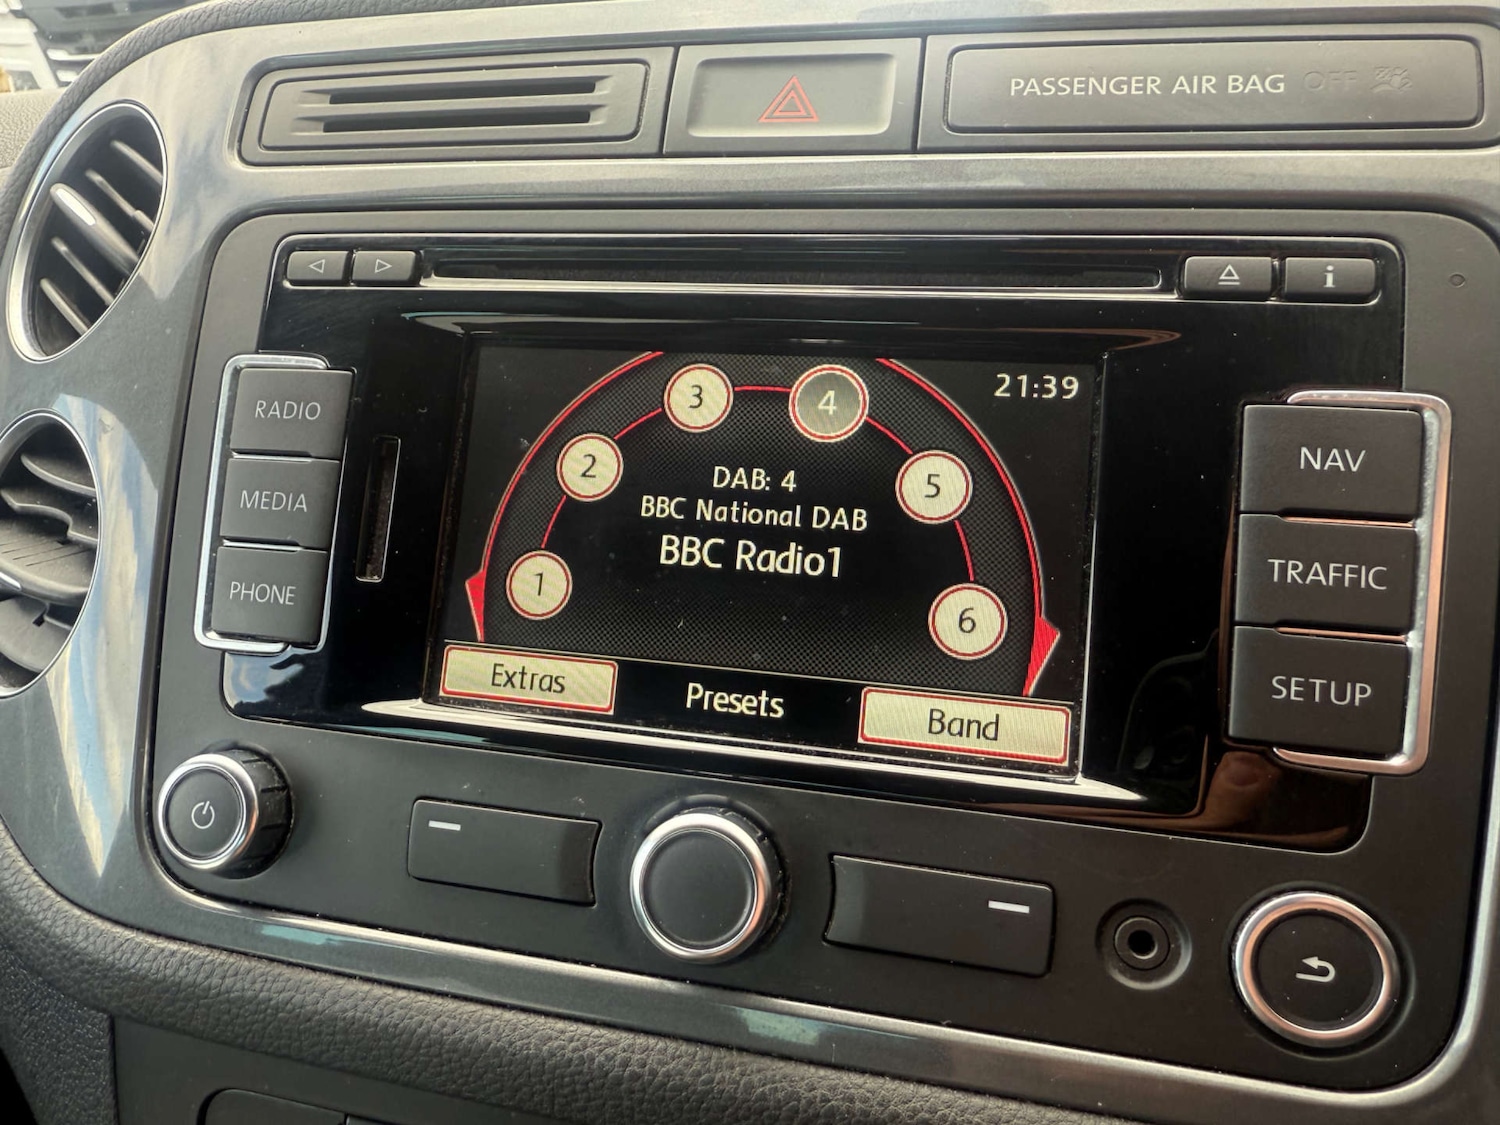 PASSENGER AIR BAG OFF
i
RADIO
MEDIA
PHONE
21:39
1
2
3
4
5
6
DAB: 4
BBC National DAB
BBC Radio1
Extras
Presets
Band
NAV
TRAFFIC
SETUP